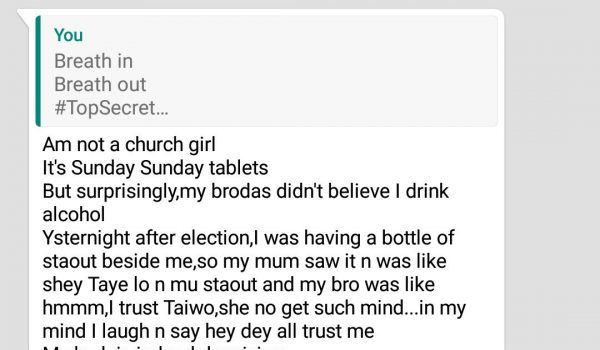 You
Breath in
Breath out
#TopSecret...
Am not a church girl
It's Sunday Sunday tablets
But surprisingly,my brodas didn't believe I drink
alcohol
Ysternight after election,I was having a bottle of
staout beside me,so my mum saw it n was like
shey Taye lo n mu staout and my bro was like
hmmm,I trust Taiwo,she no get such mind...in my
mind I laugh n say hey dey all trust me